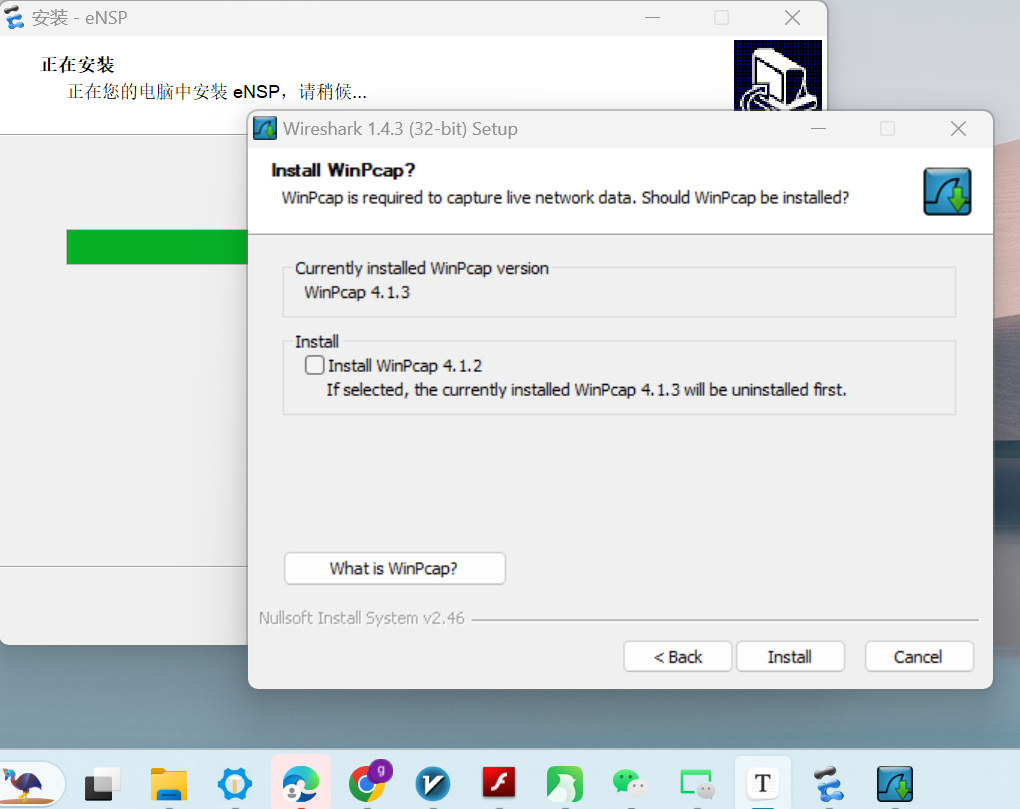 安装 - eNSP
正在安装
正在您的电脑中安装 eNSP，请稍候...
Wireshark 1.4.3 (32-bit) Setup
Install WinPcap?
WinPcap is required to capture live network data. Should WinPcap be installed?
Currently installed WinPcap version
WinPcap 4.1.3
Install
Install WinPcap 4.1.2
If selected, the currently installed WinPcap 4.1.3 will be uninstalled first.
What is WinPcap?
Nullsoft Install System v2.46
< Back
Install
Cancel
g
T